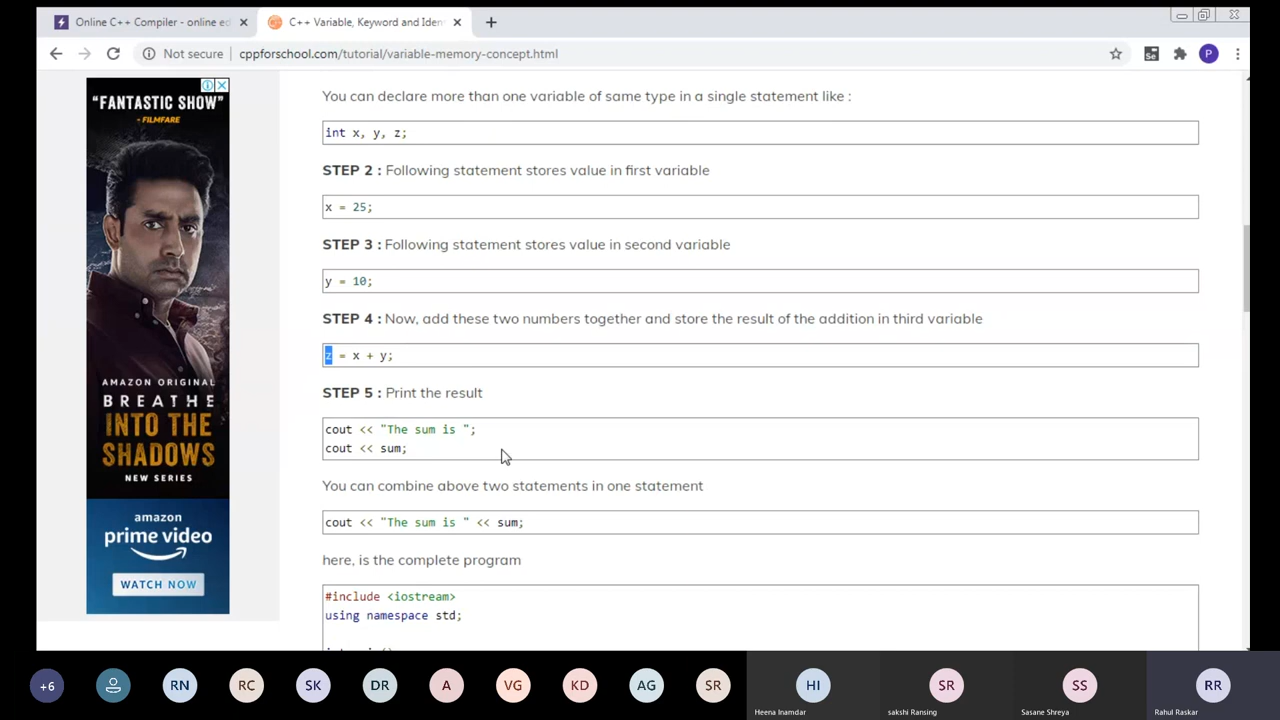 Online C++ Compiler - online ed
C++ Variable, Keyword and Iden
Not secure
cppforschool.com/tutorial/variable-memory-concept.html
Se
P
"FANTASTIC SHOW"
- FILMFARE
AMAZON ORIGINAL
BREATHE
INTO THE
SHADOWS
NEW SERIES
amazon
prime video
WATCH NOW
You can declare more than one variable of same type in a single statement like :
int x, y, z;
STEP 2 : Following statement stores value in first variable
x = 25;
STEP 3 : Following statement stores value in second variable
y = 10;
STEP 4 : Now, add these two numbers together and store the result of the addition in third variable
z = x + y;
STEP 5 : Print the result
cout << "The sum is ";
cout << sum;
You can combine above two statements in one statement
cout << "The sum is " << sum;
here, is the complete program
#include <iostream>
using namespace std;
+6
RN
RC
SK
DR
A
VG
KD
AG
SR
HI
SR
SS
RR
Heena Inamdar
sakshi Ransing
Sasane Shreya
Rahul Raskar